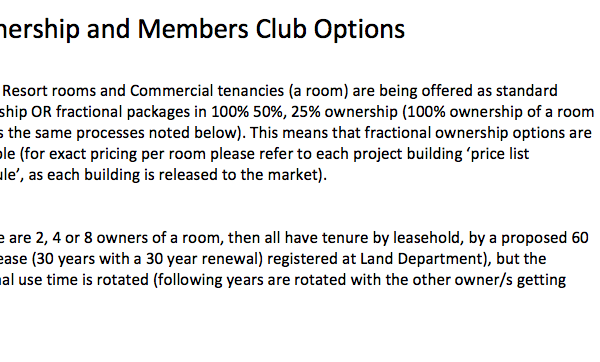 nership and Members Club Options
Resort rooms and Commercial tenancies (a room) are being offered as standard
ship OR fractional packages in 100% 50%, 25% ownership (100% ownership of a room
s the same processes noted below). This means that fractional ownership options are
ble (for exact pricing per room please refer to each project building ‘price list
ule’, as each building is released to the market).
e are 2, 4 or 8 owners of a room, then all have tenure by leasehold, by a proposed 60
ease (30 years with a 30 year renewal) registered at Land Department), but the
nal use time is rotated (following years are rotated with the other owner/s getting